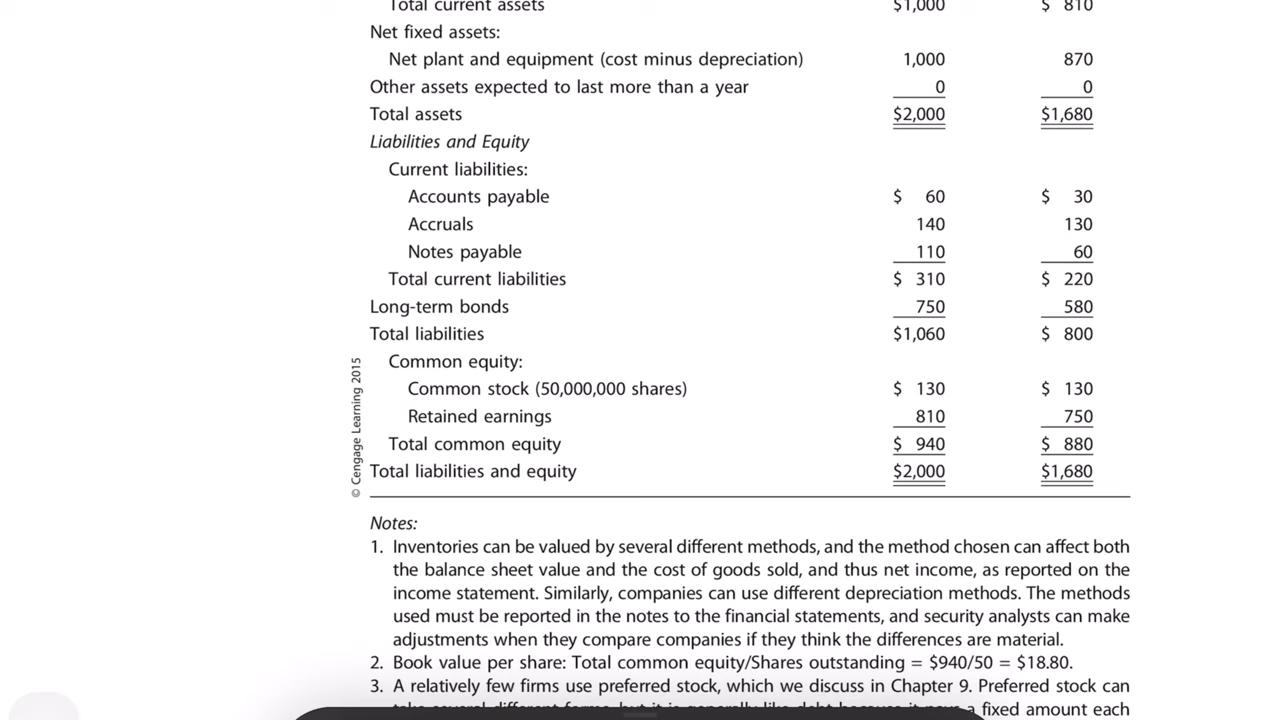 Total current assets $1,000 $ 810
Net fixed assets:
Net plant and equipment (cost minus depreciation) 1,000 870
Other assets expected to last more than a year 0 0
Total assets $2,000 $1,680
Liabilities and Equity
Current liabilities:
Accounts payable $ 60 $ 30
Accruals 140 130
Notes payable 110 60
Total current liabilities $ 310 $ 220
Long-term bonds 750 580
Total liabilities $1,060 $ 800
Common equity:
Common stock (50,000,000 shares) $ 130 $ 130
Retained earnings 810 750
Total common equity $ 940 $ 880
Total liabilities and equity $2,000 $1,680
© Cengage Learning 2015
Notes:
1. Inventories can be valued by several different methods, and the method chosen can affect both
the balance sheet value and the cost of goods sold, and thus net income, as reported on the
income statement. Similarly, companies can use different depreciation methods. The methods
used must be reported in the notes to the financial statements, and security analysts can make
adjustments when they compare companies if they think the differences are material.
2. Book value per share: Total common equity/Shares outstanding = $940/50 = $18.80.
3. A relatively few firms use preferred stock, which we discuss in Chapter 9. Preferred stock can
a fixed amount each